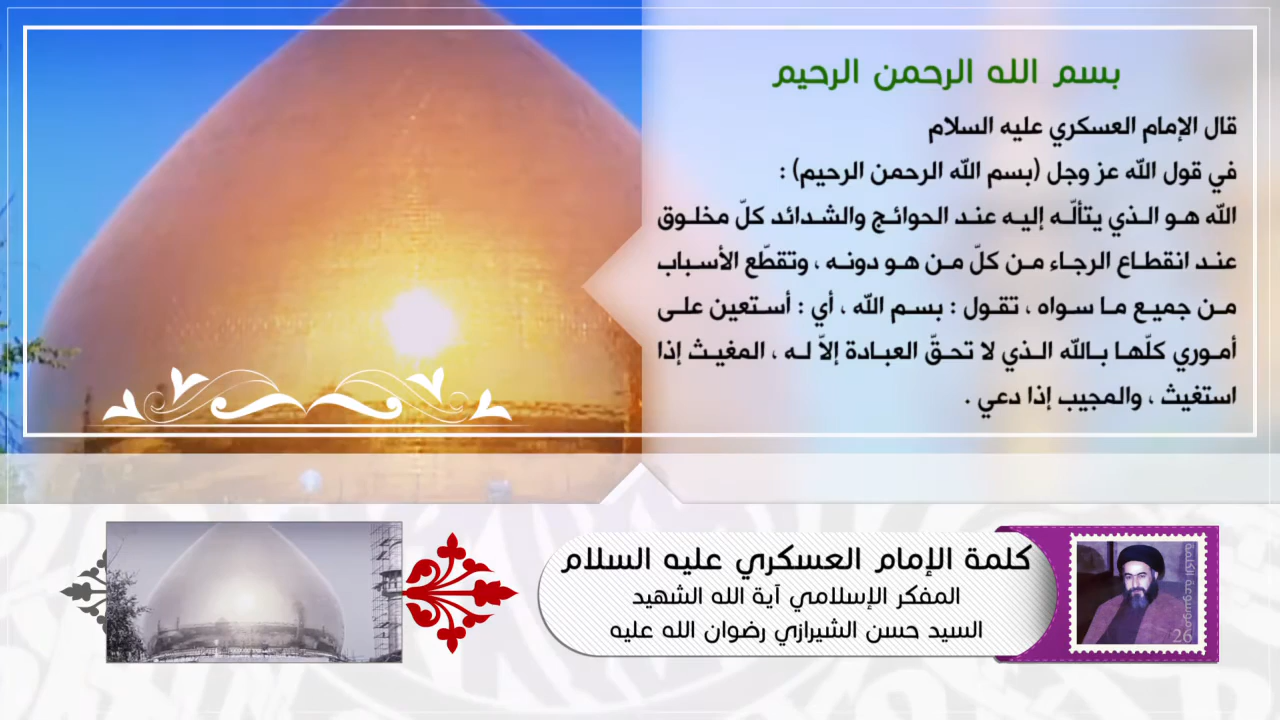 بسم الله الرحمن الرحيم
قال الإمام العسكري عليه السلام
في قول الله عز وجل (بسم الله الرحمن الرحيم) :
الله هو الذي يتألّه إليه عند الحوائج والشدائد كلّ مخلوق
عند انقطاع الرجاء من كلّ من هو دونه ، وتقطّع الأسباب
من جميع ما سواه ، تقول : بسم الله ، أي : أستعين على
أموري كلّها بالله الذي لا تحقّ العبادة إلاّ له ، المغيث إذا
استغيث ، والمجيب إذا دعي .
كلمة الإمام العسكري عليه السلام
المفكر الإسلامي آية الله الشهيد
السيد حسن الشيرازي رضوان الله عليه
موسوعة الكلمة
26